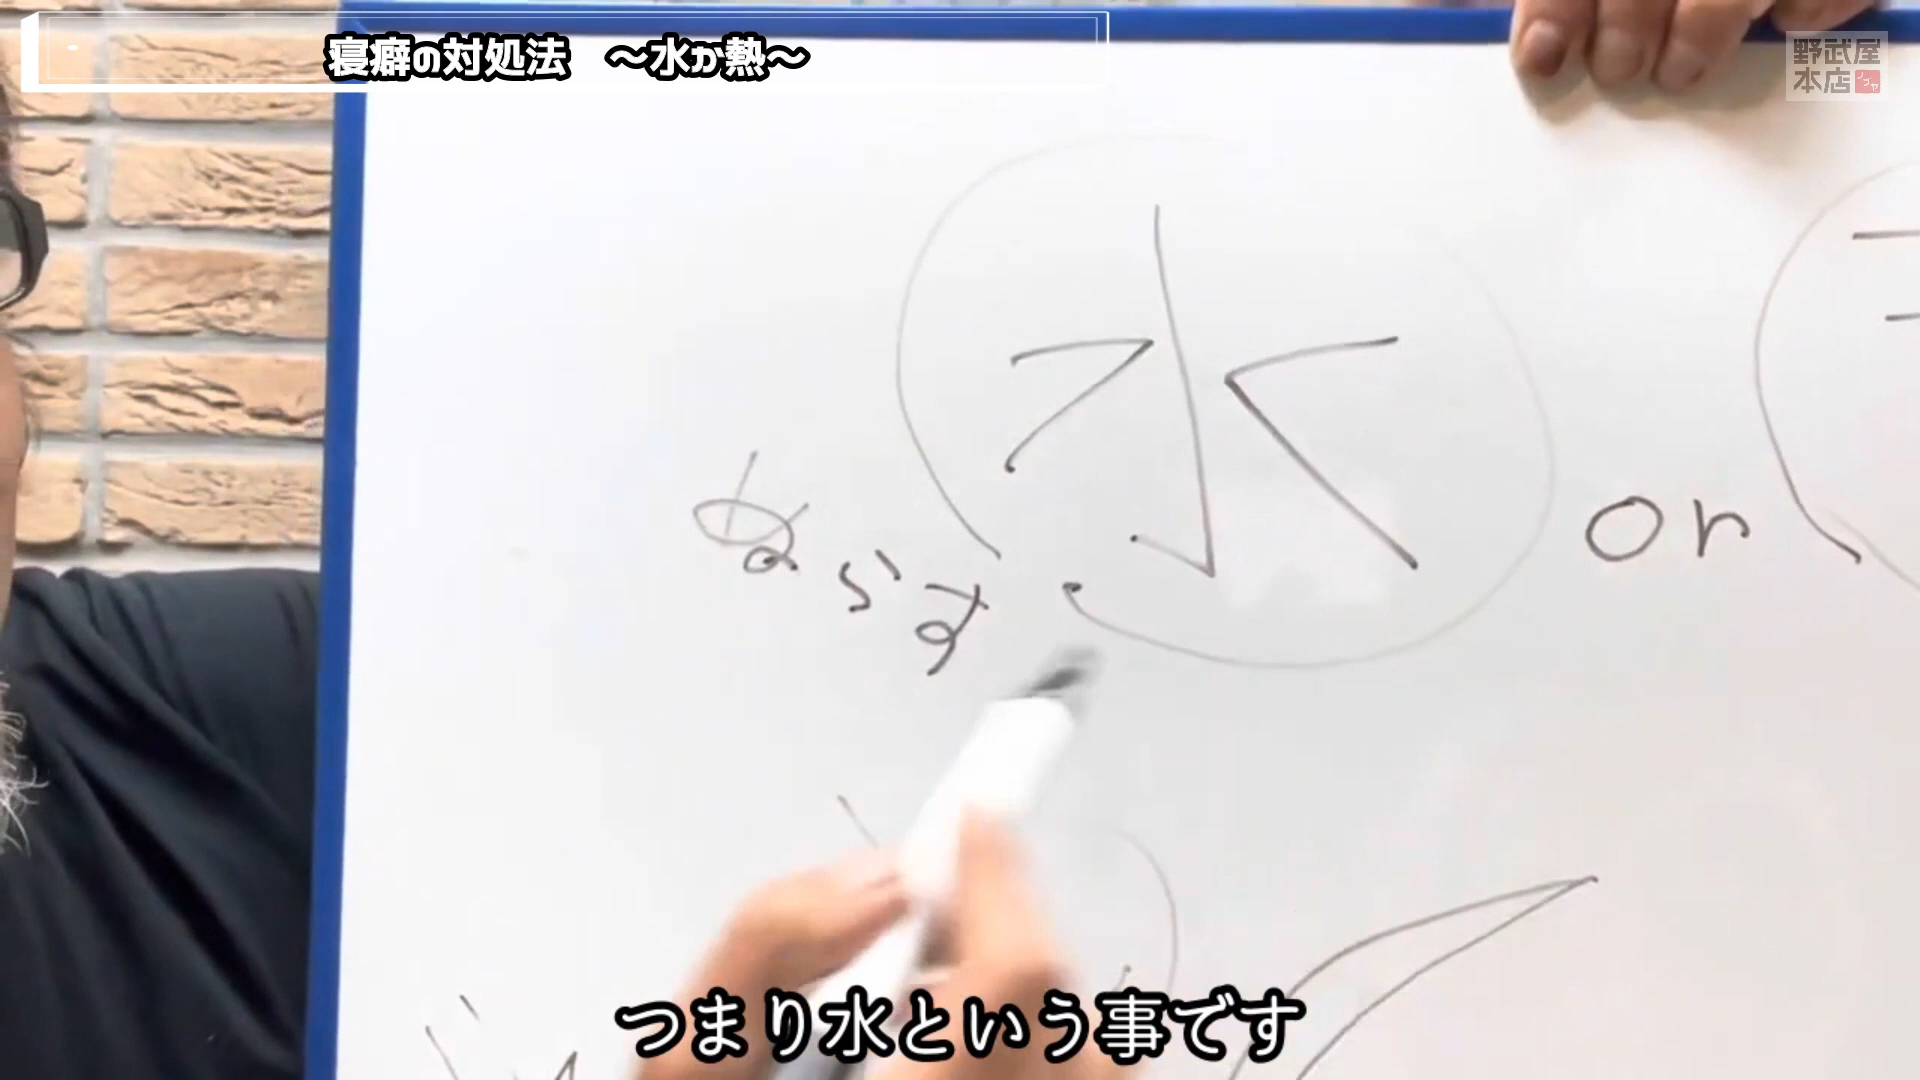 寝癖の対処法 〜水か熱〜
野武屋
本店
水
or
ぬらす
つまり水という事です